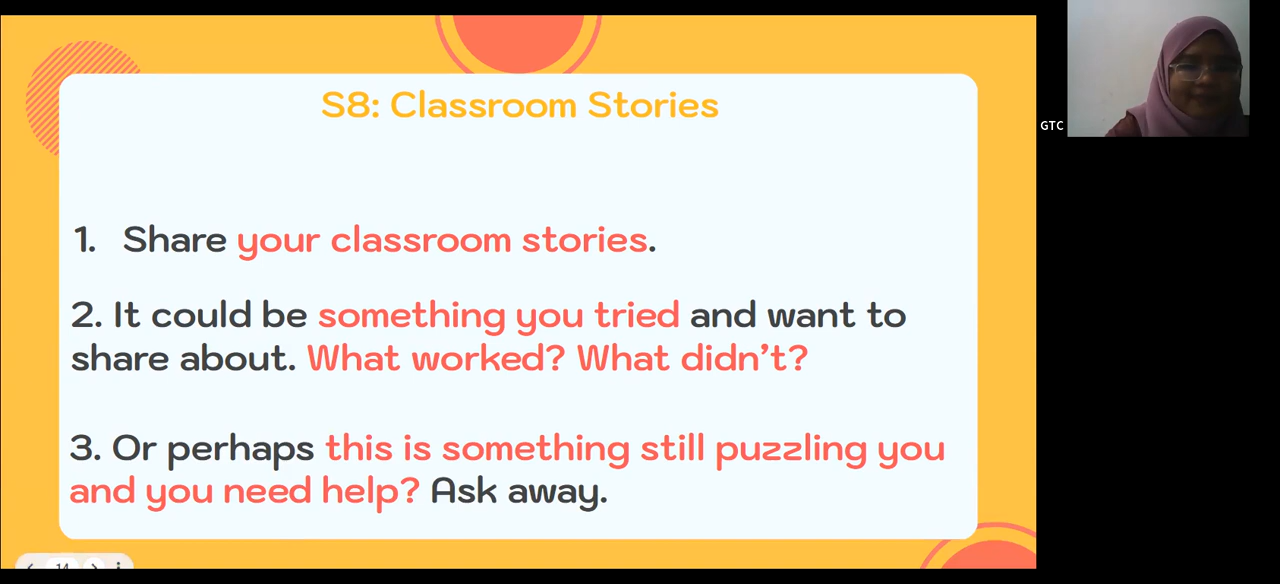 S8: Classroom Stories
GTC
1. Share your classroom stories.
2. It could be something you tried and want to
share about. What worked? What didn’t?
3. Or perhaps this is something still puzzling you
and you need help? Ask away.
14